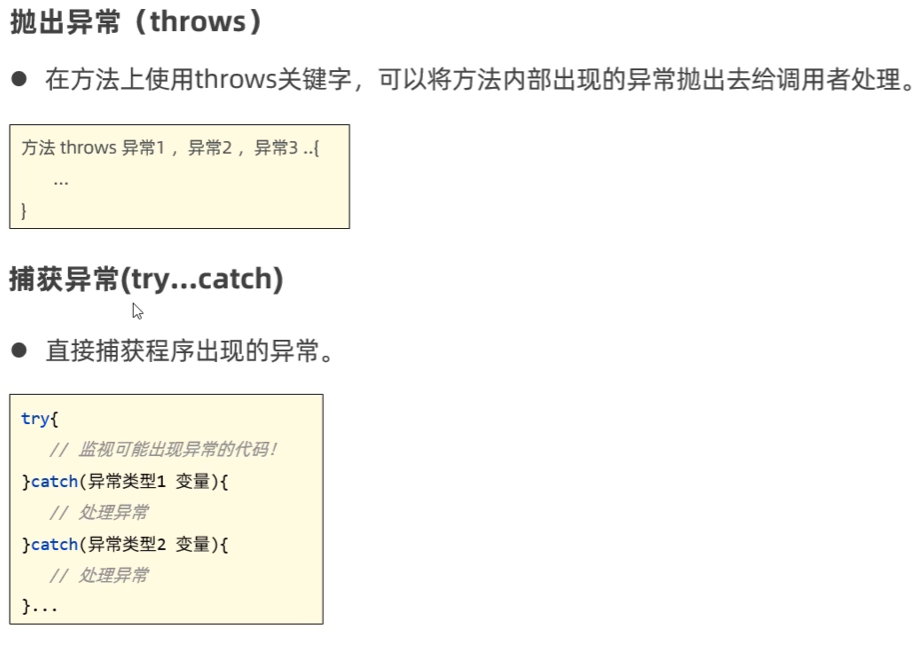 抛出异常（throws）
● 在方法上使用throws关键字，可以将方法内部出现的异常抛出去给调用者处理。
方法 throws 异常1 ，异常2 ，异常3 ..{
...
}
捕获异常(try...catch)
● 直接捕获程序出现的异常。
try{
// 监视可能出现异常的代码！
}catch(异常类型1 变量){
// 处理异常
}catch(异常类型2 变量){
// 处理异常
}...